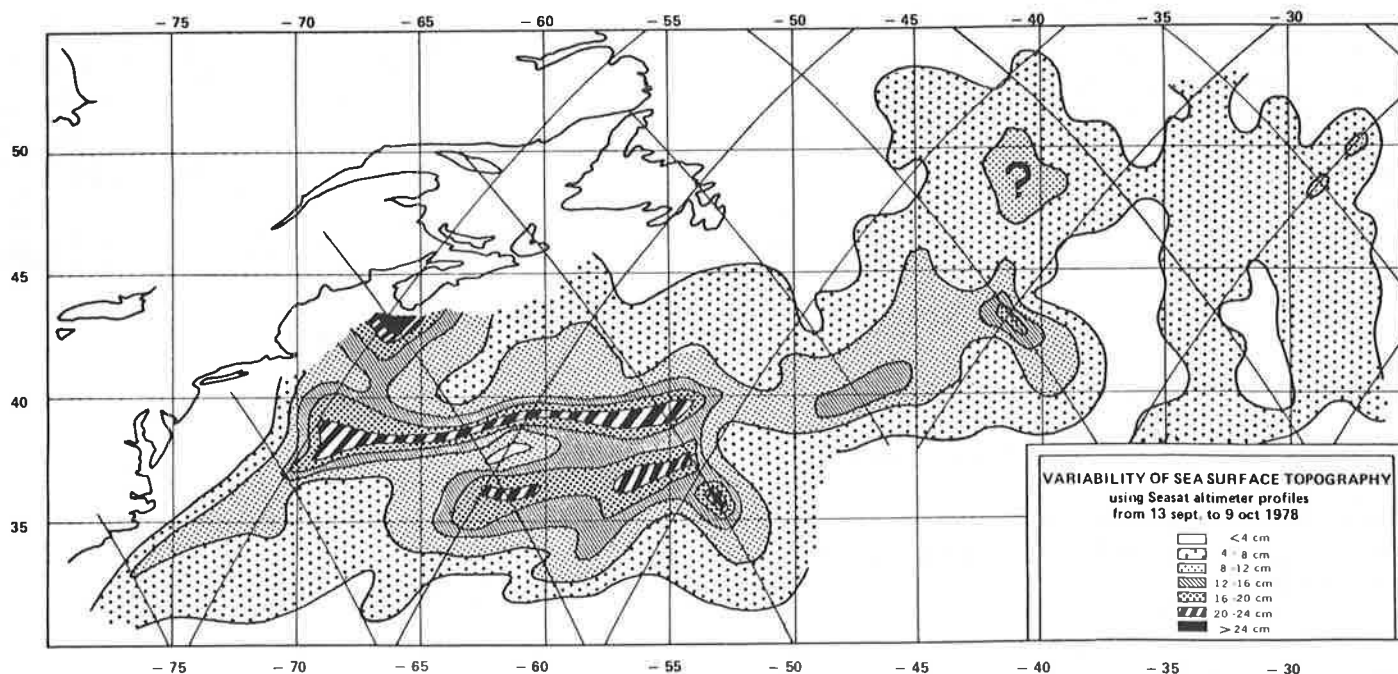 − 75 − 70 − 65 − 60 − 55 − 50 − 45 − 40 − 35 − 30
50
45
40
35
?
VARIABILITY OF SEA SURFACE TOPOGRAPHY
using Seasat altimeter profiles
from 13 sept. to 9 oct 1978
< 4 cm
4 - 8 cm
8 - 12 cm
12 - 16 cm
16 - 20 cm
20 - 24 cm
> 24 cm
− 75 − 70 − 65 − 60 − 55 − 50 − 45 − 40 − 35 − 30